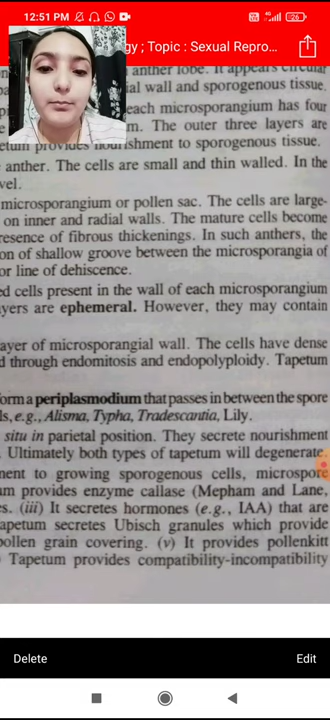 12:51 PM
26
gy ; Topic : Sexual Repro...
anther lobe. It appears circular
ial wall and sporogenous tissue.
each microsporangium has four
m. The outer three layers are
etum provides nourishment to sporogenous tissue.
anther. The cells are small and thin walled. In the
vel.
microsporangium or pollen sac. The cells are large-
on inner and radial walls. The mature cells become
resence of fibrous thickenings. In such anthers, the
on of shallow groove between the microsporangia of
or line of dehiscence.
ed cells present in the wall of each microsporangium
ayers are ephemeral. However, they may contain
ayer of microsporangial wall. The cells have dense
d through endomitosis and endopolyploidy. Tapetum
orm a periplasmodium that passes in between the spore
ls, e.g., Alisma, Typha, Tradescantia, Lily.
situ in parietal position. They secrete nourishment
Ultimately both types of tapetum will degenerate.
nent to growing sporogenous cells, microspore
um provides enzyme callase (Mepham and Lane,
es. (iii) It secretes hormones (e.g., IAA) that are
apetum secretes Ubisch granules which provide
pollen grain covering. (v) It provides pollenkitt
Tapetum provides compatibility-incompatibility
Delete
Edit